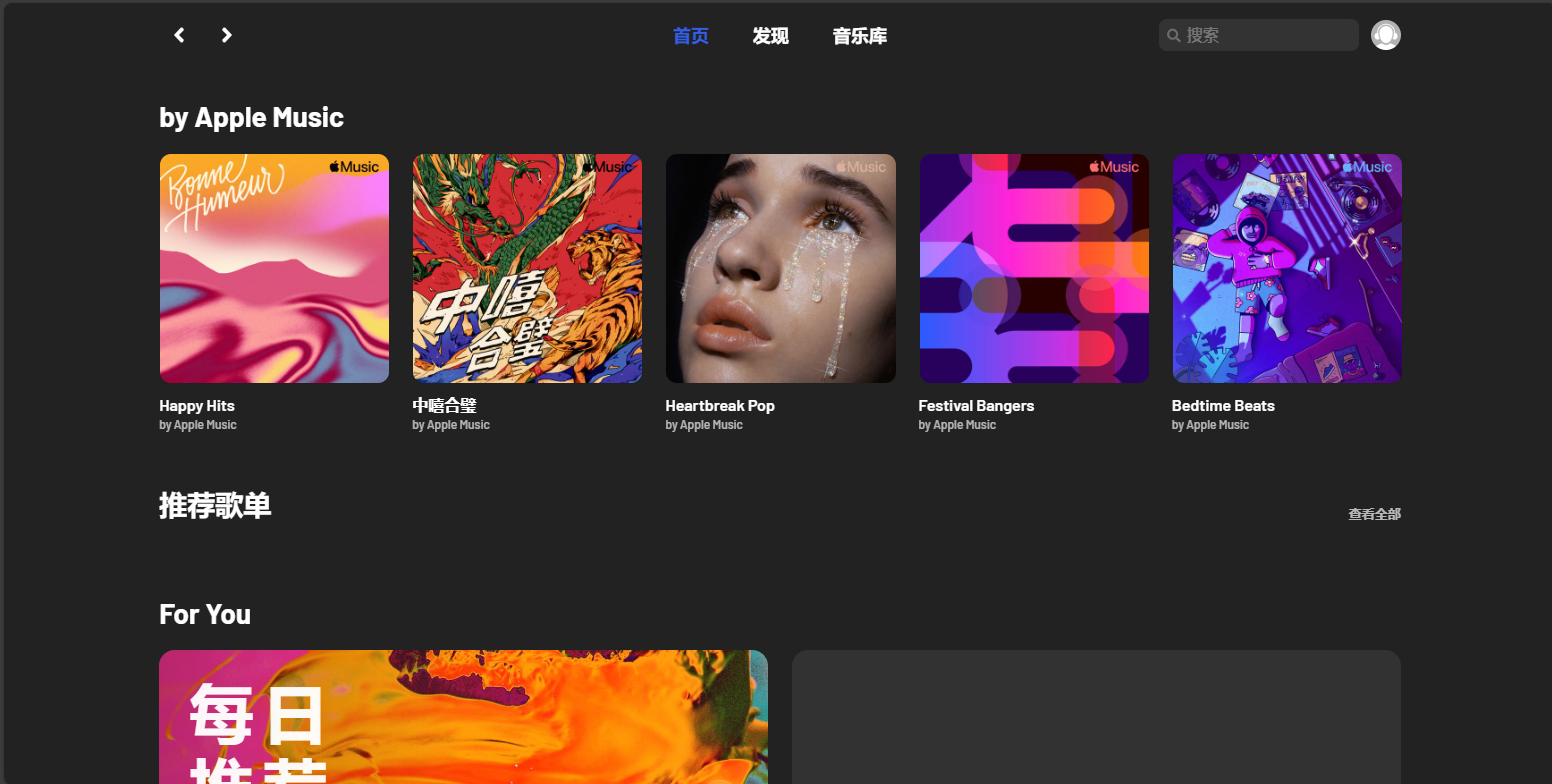 首页 发现 音乐库 搜索
by Apple Music
Bonne
Humeur
Music
Music
中嘻
合璧
Music
Music
Music
Happy Hits
by Apple Music
中嘻合璧
by Apple Music
Heartbreak Pop
by Apple Music
Festival Bangers
by Apple Music
Bedtime Beats
by Apple Music
推荐歌单
查看全部
For You
每日
推荐